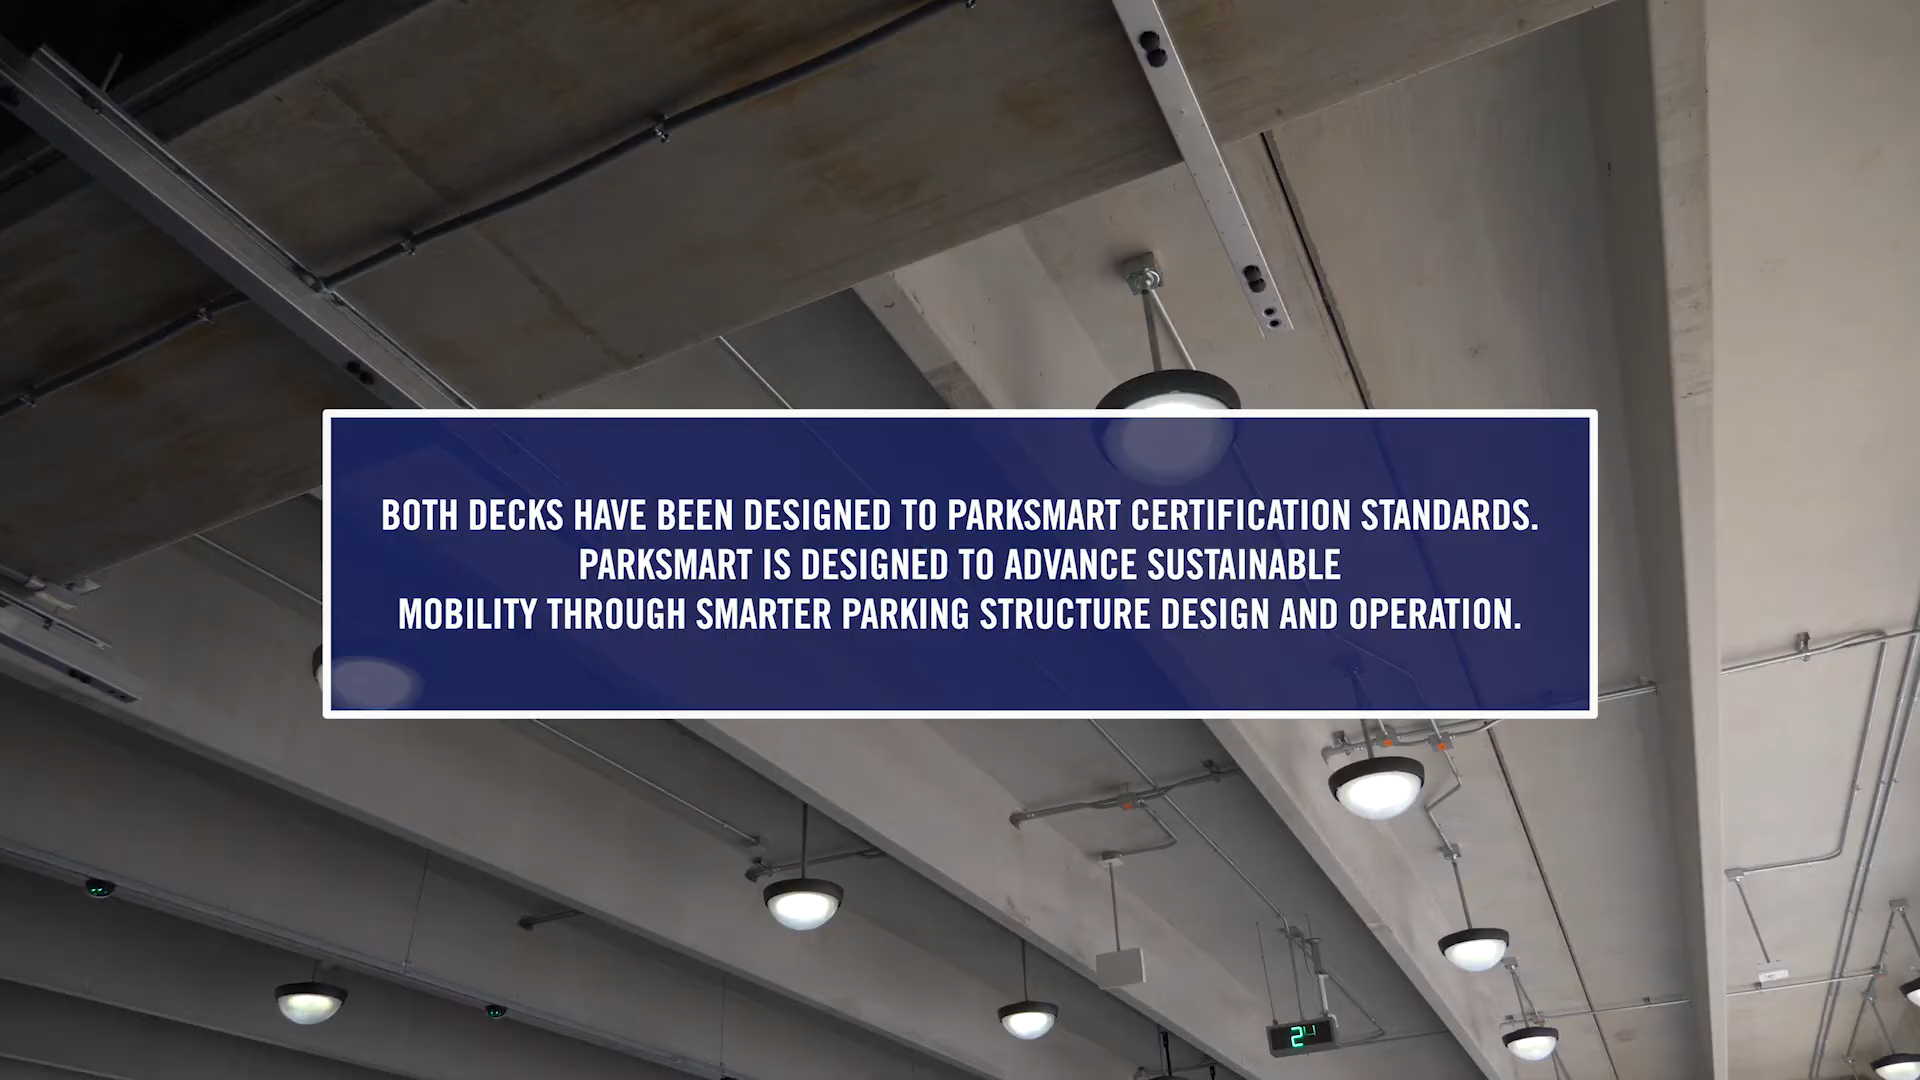 BOTH DECKS HAVE BEEN DESIGNED TO PARKSMART CERTIFICATION STANDARDS.
PARKSMART IS DESIGNED TO ADVANCE SUSTAINABLE
MOBILITY THROUGH SMARTER PARKING STRUCTURE DESIGN AND OPERATION.
24